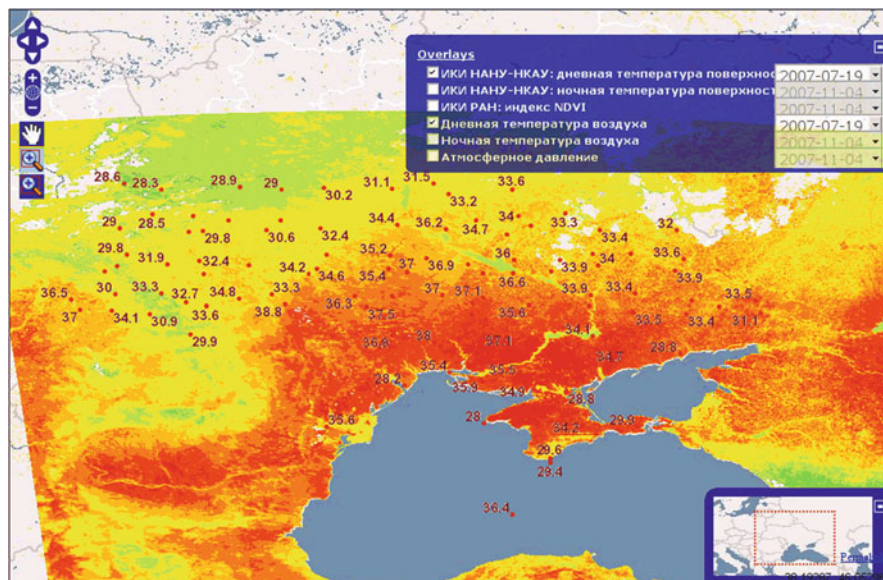 Overlays
ИКИ НАНУ-НКАУ: дневная температура поверхнос 2007-07-19
ИКИ НАНУ-НКАУ: ночная температура поверхност 2007-11-04
ИКИ РАН: индекс NDVI 2007-11-04
Дневная температура воздуха 2007-07-19
Ночная температура воздуха 2007-11-04
Атмосферное давление 2007-11-04
28.6 28.3 28.9 29 30.2 31.1 31.5 33.2 33.6
29 28.5 29.8 30.6 32.4 34.4 36.2 34.7 34 33.3 33.4 32
29.8 31.9 32.4 34.2 34.6 35.2 35.4 37 36.9 36 33.9 34 33.6
36.5 30 33.3 32.7 34.8 33.3 37 37.1 36.6 33.9 33.4 33.9
37 34.1 30.9 33.6 38.8 36.3 37.5 35.6 33.5 33.4 33.5 31.1
29.9 36.9 38 37.1 34.1
35.4 35.5 34.7 28.8
28.2 35.9 34.9 28.8
35.6 28 34.2 29.9
29.6
29.4
36.4